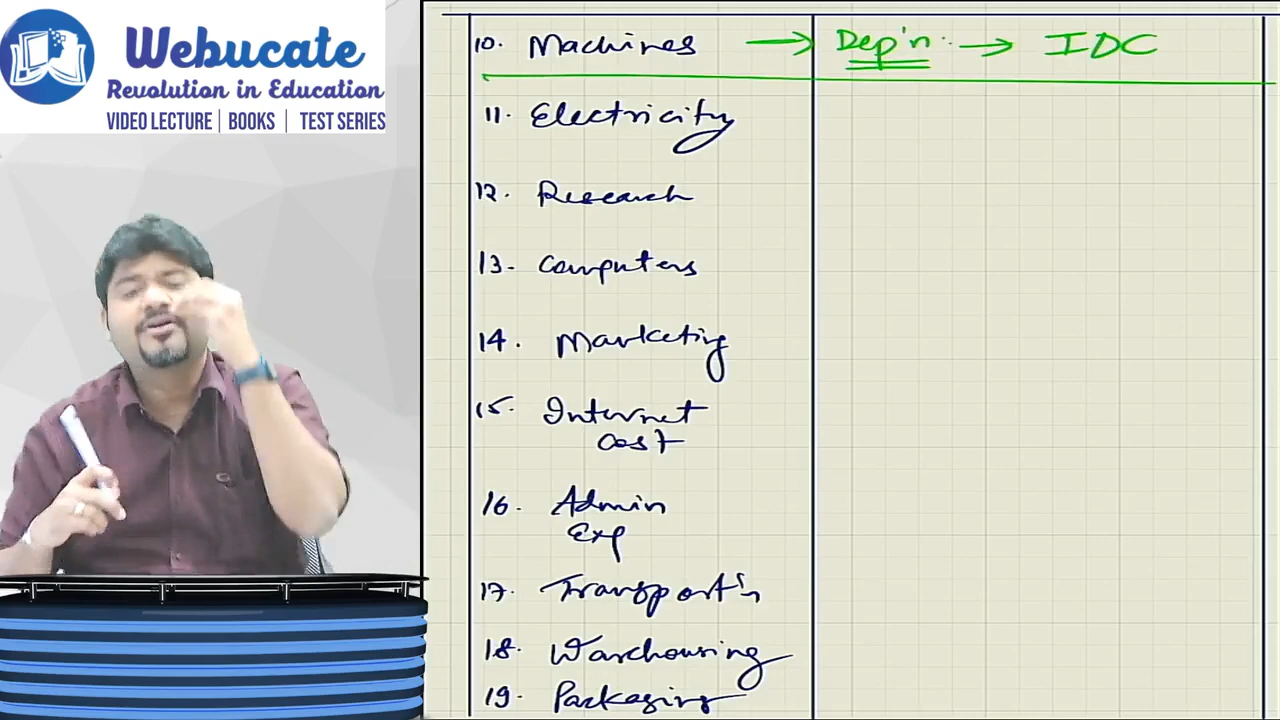 Webucate
Revolution in Education
VIDEO LECTURE | BOOKS | TEST SERIES
10. Machines → Dep'n. → IDC
11. Electricity
12. Research
13. Computers
14. Marketing
15. Internet
Cost
16. Admin
Exp
17. Transport'n
18. Warehousing
19. Packaging